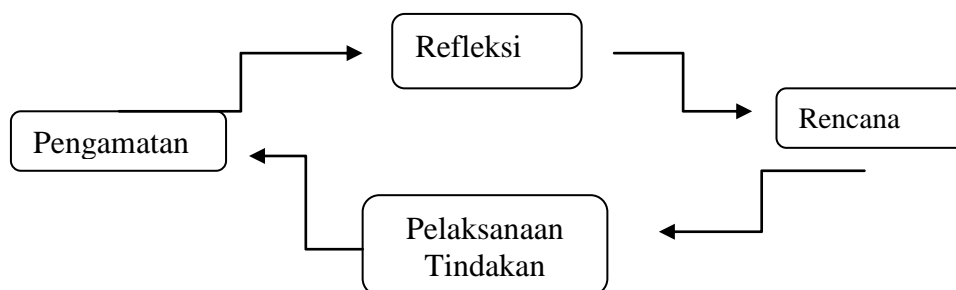 Refleksi
Rencana
Pengamatan
Pelaksanaan
Tindakan